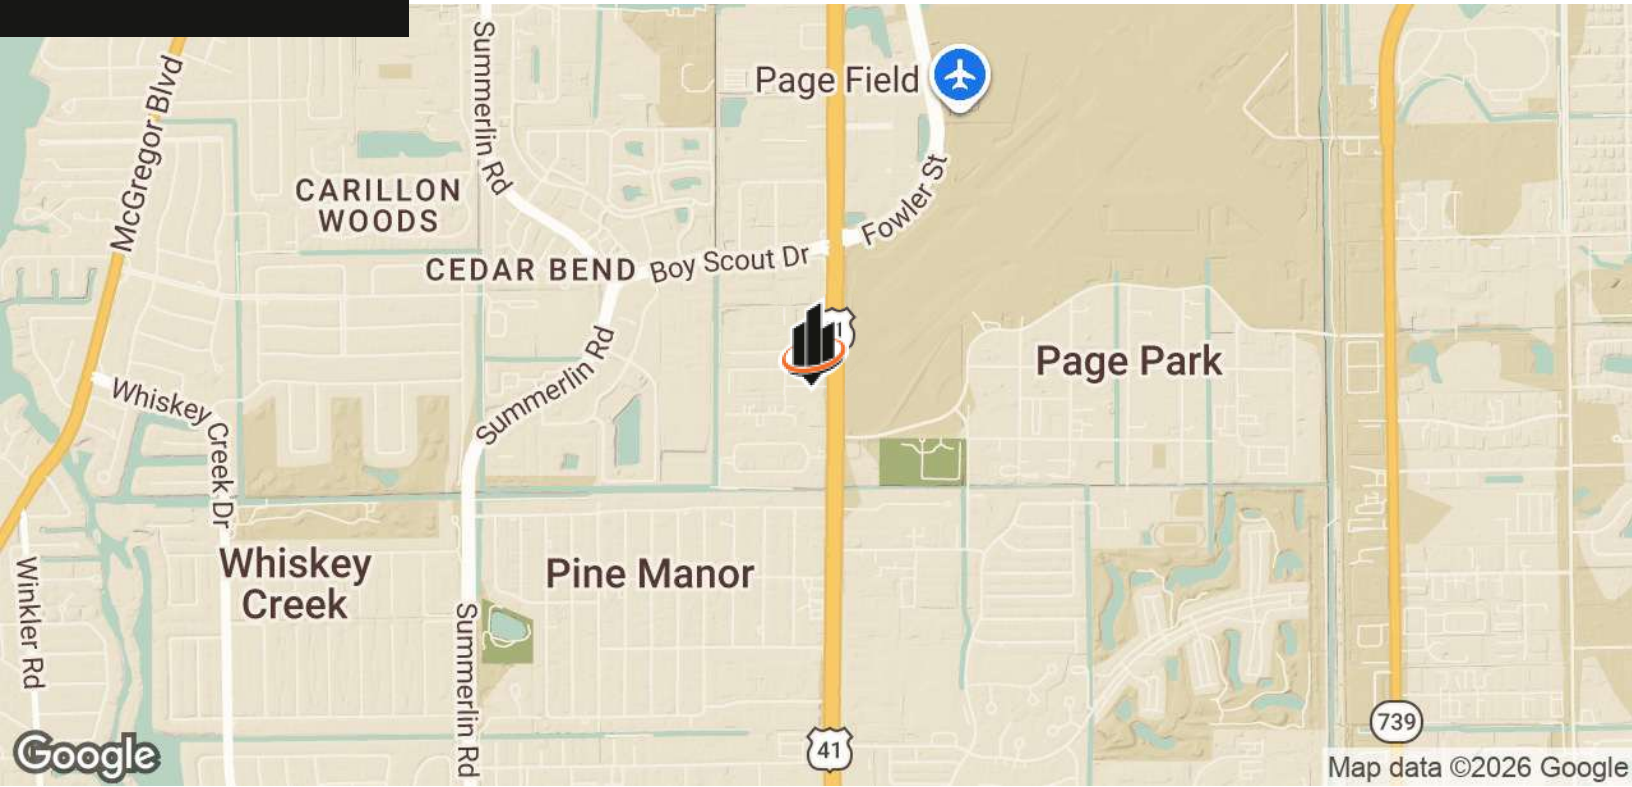 Summerlin Rd
McGregor Blvd
Page Field
Fowler St
CARILLON
WOODS
CEDAR BEND
Boy Scout Dr
Summerlin Rd
Page Park
Whiskey Creek Dr
Whiskey
Creek
Pine Manor
Winkler Rd
Summerlin Rd
739
41
Google
Map data ©2026 Google